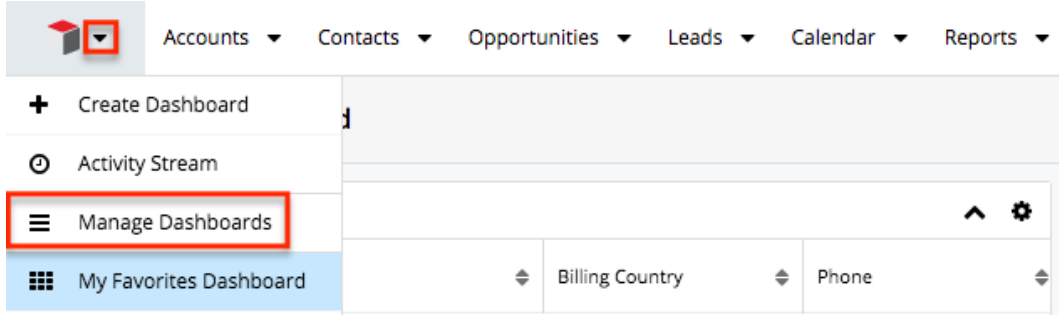 Accounts Contacts Opportunities Leads Calendar Reports
Create Dashboard
d
Activity Stream
Manage Dashboards
My Favorites Dashboard
Billing Country Phone